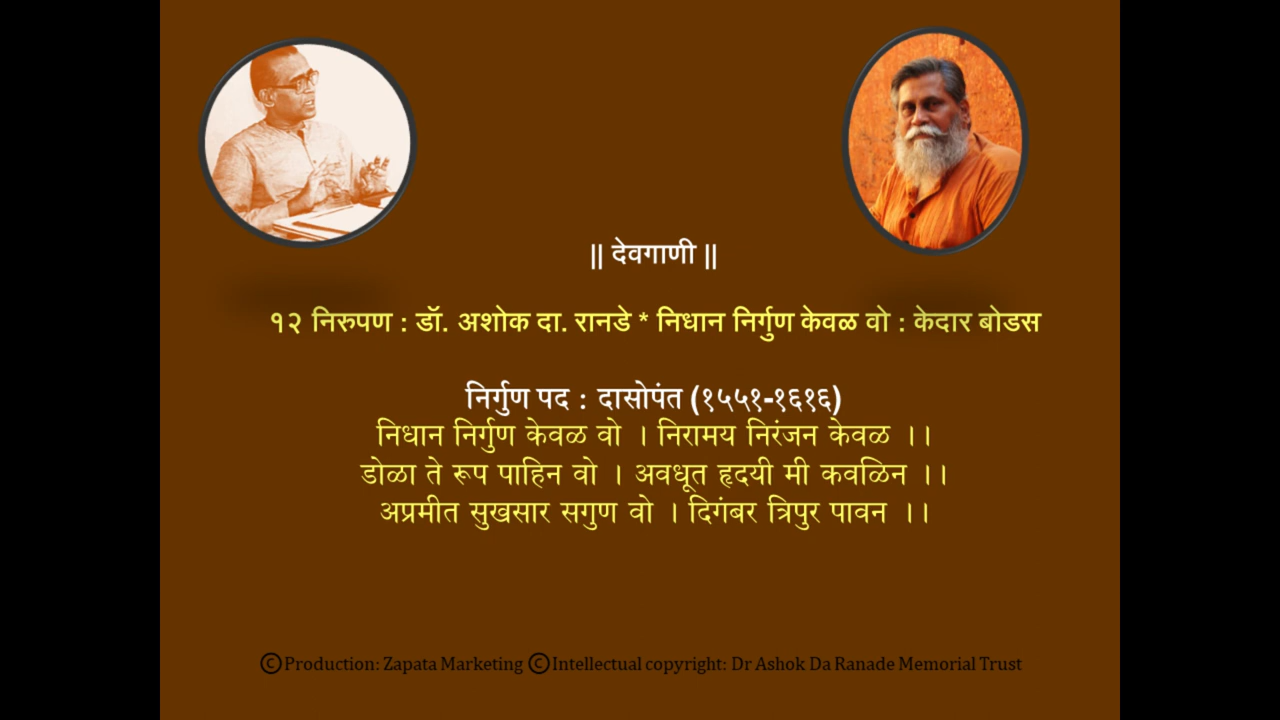 || देवगाणी ||
१२ निरुपण : डॉ. अशोक दा. रानडे * निधान निर्गुण केवळ वो : केदार बोडस
निर्गुण पद : दासोपंत (१५५१-१६१६)
निधान निर्गुण केवळ वो । निरामय निरंजन केवळ ।।
डोळा ते रूप पाहिन वो । अवधूत हृदयी मी कवळिन ।।
अप्रमीत सुखसार सगुण वो । दिगंबर त्रिपुर पावन ।।
©Production: Zapata Marketing ©Intellectual copyright: Dr Ashok Da Ranade Memorial Trust